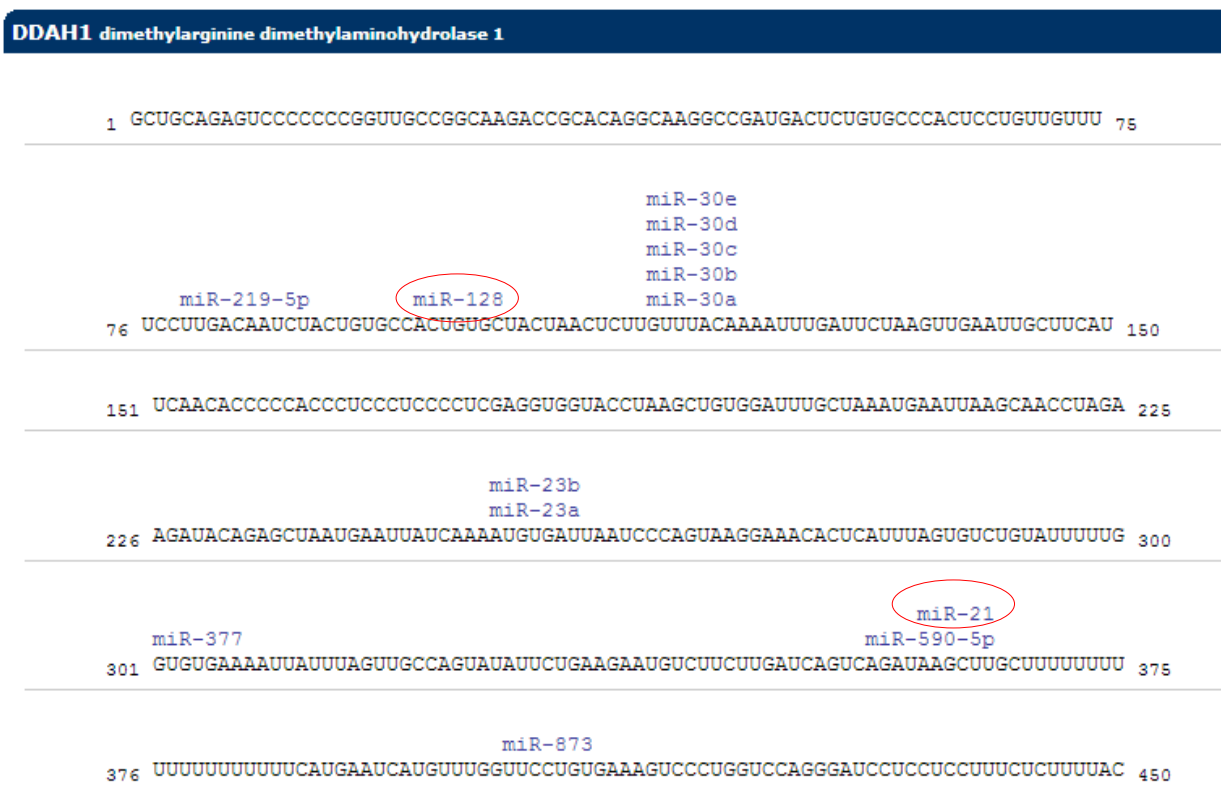 DDAH1 dimethylarginine dimethylaminohydrolase 1
1 GCUGCAGAGUCCCCCCCGGUUGCCGGCAAGACCGCACAGGCAAGGCCGAUGACUCUGUGCCCACUCCUGUUGUUU 75
miR-30e
miR-30d
miR-30c
miR-30b
miR-219-5p miR-128 miR-30a
76 UCCUUGACAAUCUACUGUGCCACUGUGCUACUAACUCUUGUUUACAAAAUUUGAUUCUAAGUUGAAUUGCUUCAU 150
151 UCAACACCCCCACCCUCCCUCCCCUCGAGGUGGUACCUAAGCUGUGGAUUUGCUAAAUGAAUUAAGCAACCUAGA 225
miR-23b
miR-23a
226 AGAUACAGAGCUAAUGAAUUAUCAAAAUGUGAUUAAUCCCAGUAAGGAAACACUCAUUUAGUGUCUGUAUUUUUG 300
miR-21
miR-377 miR-590-5p
301 GUGUGAAAAUUAUUUAGUUGCCAGUAUAUUCUGAAGAAUGUCUUCUUGAUCAGUCAGAUAAGCUUGCUUUUUUUU 375
miR-873
376 UUUUUUUUUUUCAUGAAUCAUGUUUGGUUCCUGUGAAAGUCCCUGGUCCAGGGAUCCUCCUCCUUUCUCUUUUAC 450